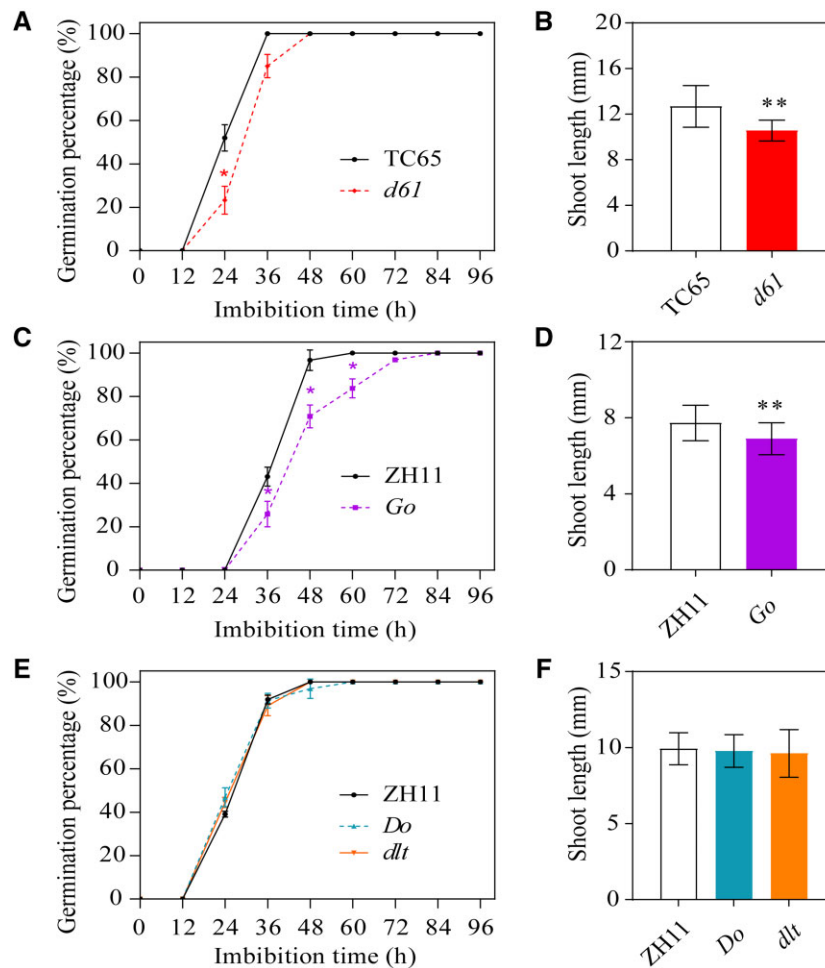 A
Germination percentage (%)
100
80
60
40
20
0
*
TC65
d61
0 12 24 36 48 60 72 84 96
Imbibition time (h)
B
Shoot length (mm)
20
16
12
8
4
0
**
TC65
d61
C
Germination percentage (%)
100
80
60
40
20
0
*
*
*
ZH11
Go
0 12 24 36 48 60 72 84 96
Imbibition time (h)
D
Shoot length (mm)
12
8
4
0
**
ZH11
Go
E
Germination percentage (%)
100
80
60
40
20
0
ZH11
Do
dlt
0 12 24 36 48 60 72 84 96
Imbibition time (h)
F
Shoot length (mm)
15
10
5
0
ZH11
Do
dlt